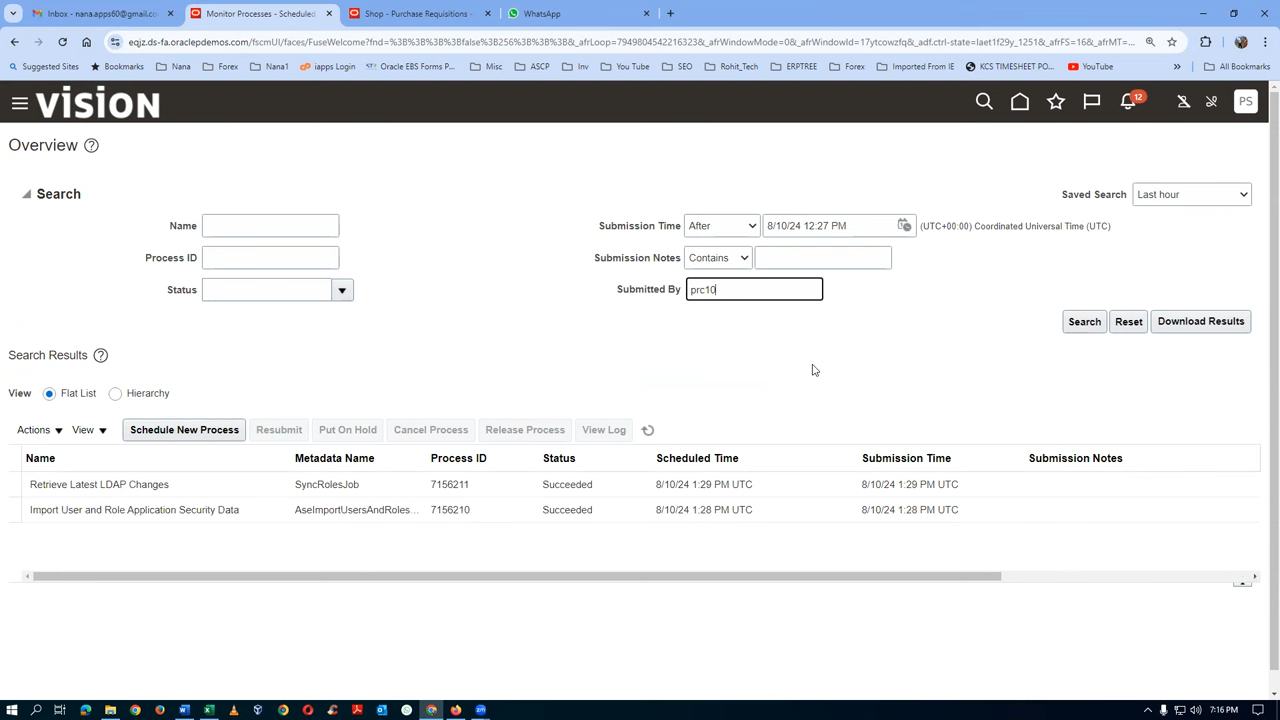 Inbox - nana.apps60@gmail.co
Monitor Processes - Scheduled
Shop - Purchase Requisitions -
WhatsApp
eqjz.ds-fa.oraclepdemos.com/fscmUI/faces/FuseWelcome?fnd=%3B%3B%3B%3Bfalse%3B256%3B%3B%3B&_afrLoop=7949804542216323&_afrWindowMode=0&_afrWindowId=17ytcowzfq&_adf.ctrl-state=laet1f29y_1251&_afrFS=16&_afrMT=...
Suggested Sites Bookmarks Nana Forex Nana1 iapps Login Oracle EBS Forms P... Misc ASCP Inv You Tube SEO Rohit_Tech ERPTREE Forex Imported From IE KCS TIMESHEET PO... YouTube » All Bookmarks
VISION
12
PS
Overview ?
Search
Saved Search Last hour
Name
Submission Time After 8/10/24 12:27 PM (UTC+00:00) Coordinated Universal Time (UTC)
Process ID
Submission Notes Contains
Status
Submitted By prc10
Search Reset Download Results
Search Results ?
View Flat List Hierarchy
Actions View Schedule New Process Resubmit Put On Hold Cancel Process Release Process View Log
Name Metadata Name Process ID Status Scheduled Time Submission Time Submission Notes
Retrieve Latest LDAP Changes SyncRolesJob 7156211 Succeeded 8/10/24 1:29 PM UTC 8/10/24 1:29 PM UTC
Import User and Role Application Security Data AseImportUsersAndRoles... 7156210 Succeeded 8/10/24 1:28 PM UTC 8/10/24 1:28 PM UTC
7:16 PM